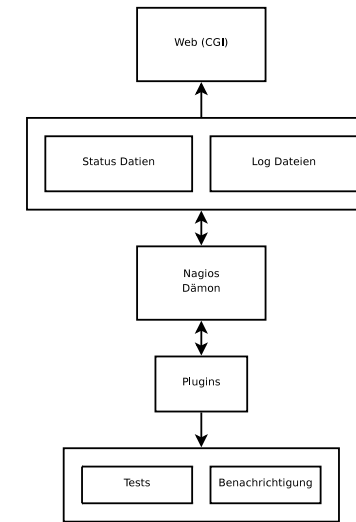 Web (CGI)
Status Datien
Log Dateien
Nagios
Dämon
Plugins
Tests
Benachrichtigung